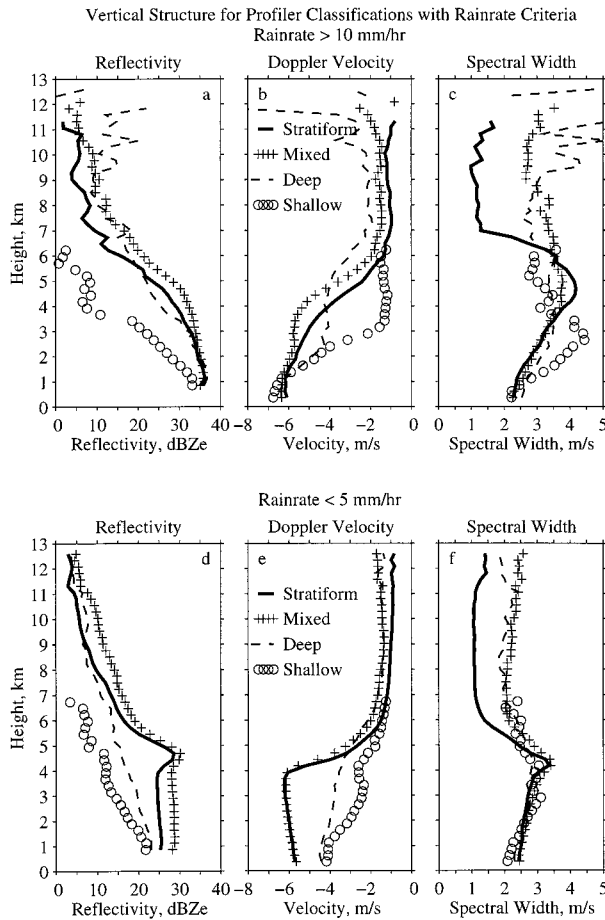 Vertical Structure for Profiler Classifications with Rainrate Criteria
Rainrate > 10 mm/hr
Reflectivity Doppler Velocity Spectral Width
13
12
11
10
9
8
7
6
5
4
3
2
1
0
Height, km
a b c
Stratiform
Mixed
Deep
Shallow
0 10 20 30 40 −8 −6 −4 −2 0 0 1 2 3 4 5
Reflectivity, dBZe Velocity, m/s Spectral Width, m/s
Rainrate < 5 mm/hr
Reflectivity Doppler Velocity Spectral Width
13
12
11
10
9
8
7
6
5
4
3
2
1
0
Height, km
d e f
Stratiform
Mixed
Deep
Shallow
0 10 20 30 40 −8 −6 −4 −2 0 0 1 2 3 4 5
Reflectivity, dBZe Velocity, m/s Spectral Width, m/s